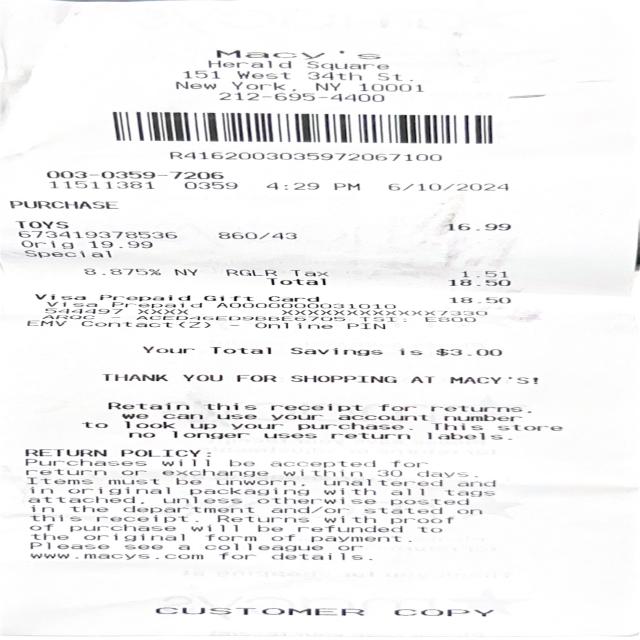 Macy's
Herald Square
151 West 34th St.
New York, NY 10001
212-695-4400
R4162003035972067100
003-0359-7206
11511381 0359 4:29 PM 6/10/2024
PURCHASE
TOYS 16.99
673419378536 860/43
Orig 19.99
Special
8.875% NY RGLR Tax 1.51
Total 18.50
Visa Prepaid Gift Card 18.50
Visa Prepaid A0000000031010
544497 XXXX XXXXXXXXXXXX7330
ARQC - ACED46ED9BBE6705 TSI: E800
EMV Contact(Z) - Online PIN
Your Total Savings is $3.00
THANK YOU FOR SHOPPING AT MACY'S!
Retain this receipt for returns.
we can use your account number
to look up your purchase. This store
no longer uses return labels.
RETURN POLICY:
Purchases will be accepted for
return or exchange within 30 days.
Items must be unworn, unaltered and
in original packaging with all tags
attached, unless otherwise posted
in the department and/or stated on
this receipt. Returns with proof
of purchase will be refunded to
the original form of payment.
Please see a colleague or
www.macys.com for details.
CUSTOMER COPY